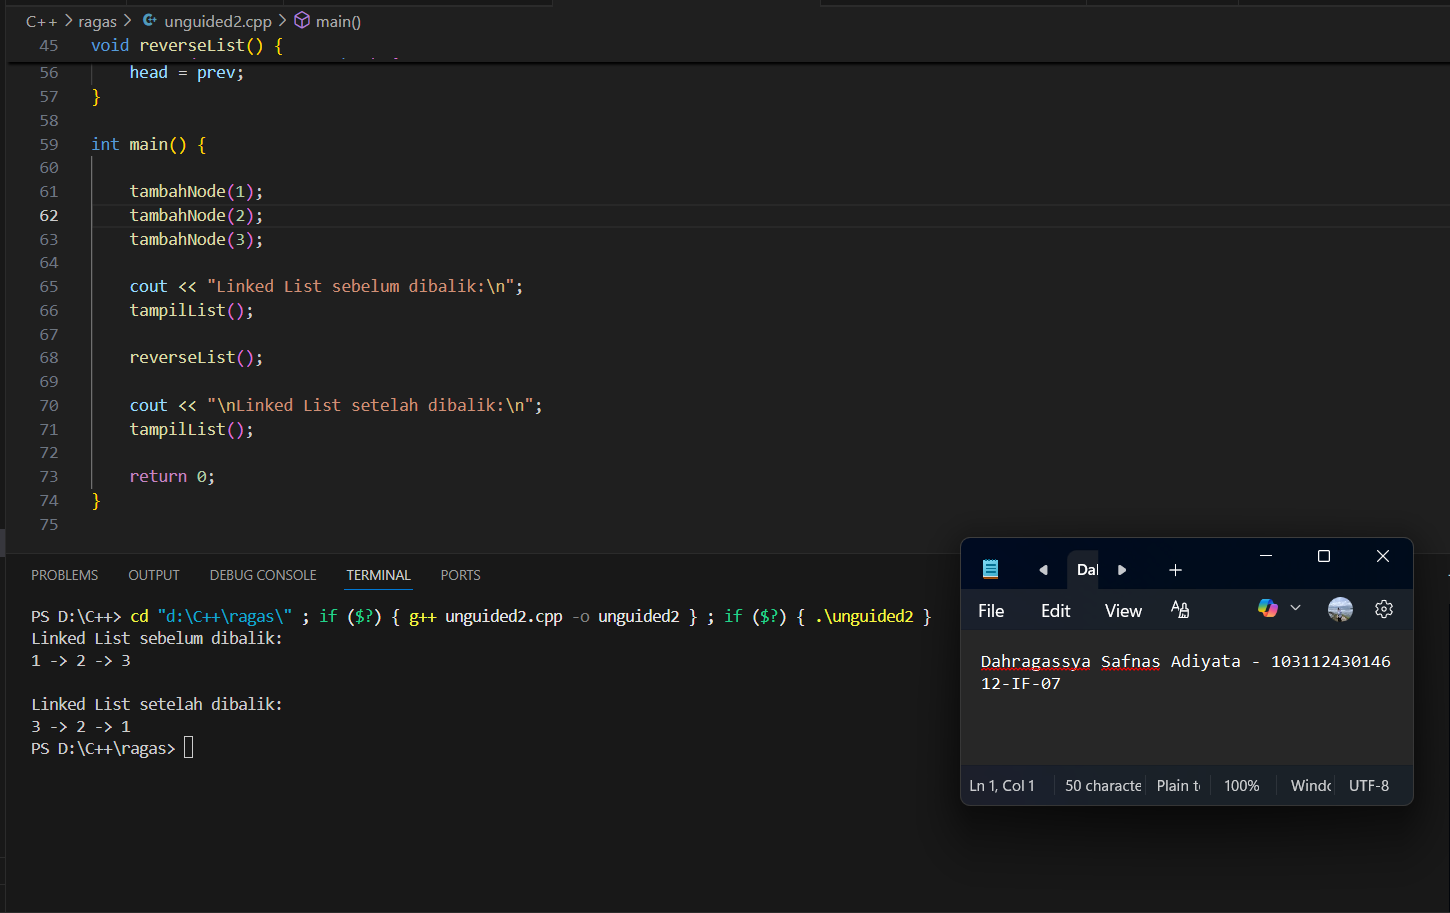 C++ > ragas > unguided2.cpp > main()
45 void reverseList() {
56 head = prev;
57 }
58
59 int main() {
60
61 tambahNode(1);
62 tambahNode(2);
63 tambahNode(3);
64
65 cout << "Linked List sebelum dibalik:\n";
66 tampilList();
67
68 reverseList();
69
70 cout << "\nLinked List setelah dibalik:\n";
71 tampilList();
72
73 return 0;
74 }
75
PROBLEMS OUTPUT DEBUG CONSOLE TERMINAL PORTS
PS D:\C++> cd "d:\C++\ragas\" ; if ($?) { g++ unguided2.cpp -o unguided2 } ; if ($?) { .\unguided2 }
Linked List sebelum dibalik:
1 -> 2 -> 3
Linked List setelah dibalik:
3 -> 2 -> 1
PS D:\C++\ragas>
Dal
File Edit View
Dahragassya Safnas Adiyata - 103112430146
12-IF-07
Ln 1, Col 1 50 characte Plain t 100% Windo UTF-8